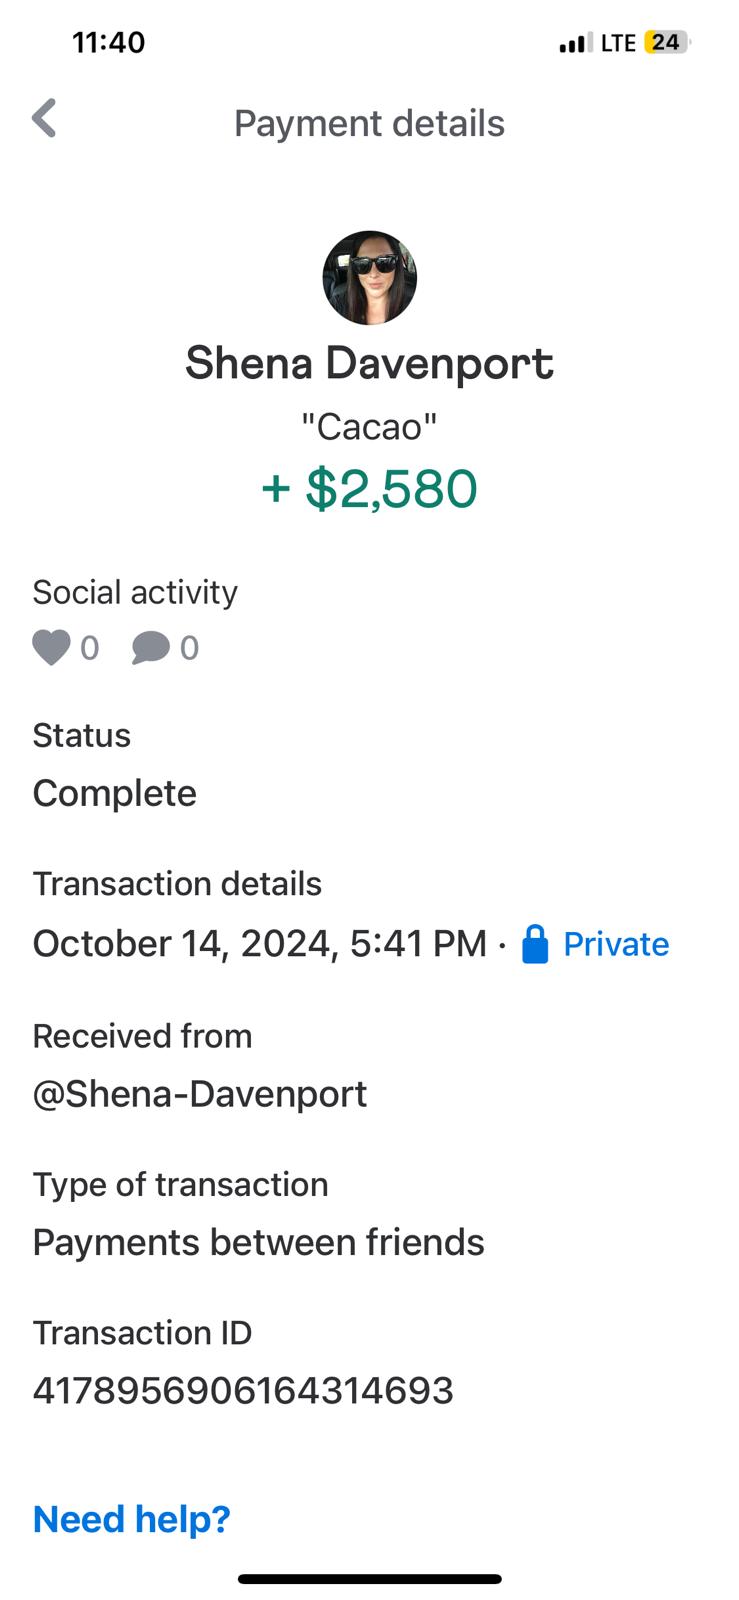 11:40
LTE 24
Payment details
Shena Davenport
"Cacao"
+ $2,580
Social activity
0 0
Status
Complete
Transaction details
October 14, 2024, 5:41 PM · Private
Received from
@Shena-Davenport
Type of transaction
Payments between friends
Transaction ID
4178956906164314693
Need help?